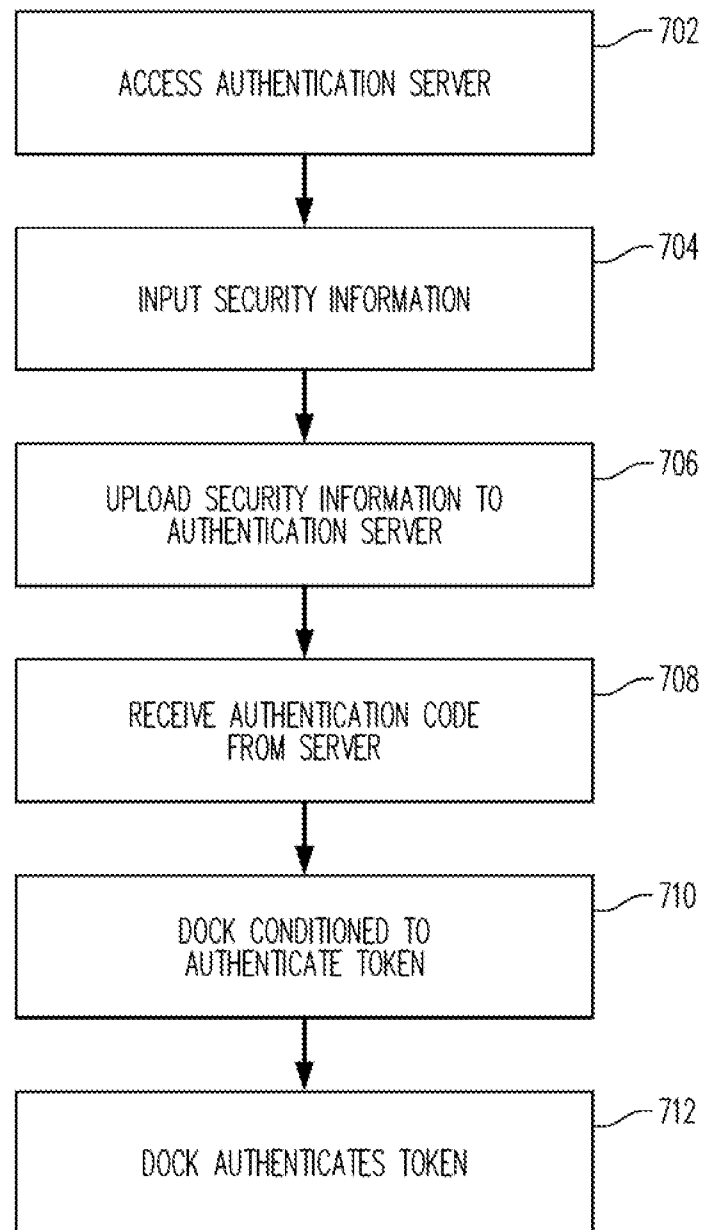 702
ACCESS AUTHENTICATION SERVER
704
INPUT SECURITY INFORMATION
706
UPLOAD SECURITY INFORMATION TO
AUTHENTICATION SERVER
708
RECEIVE AUTHENTICATION CODE
FROM SERVER
710
DOCK CONDITIONED TO
AUTHENTICATE TOKEN
712
DOCK AUTHENTICATES TOKEN